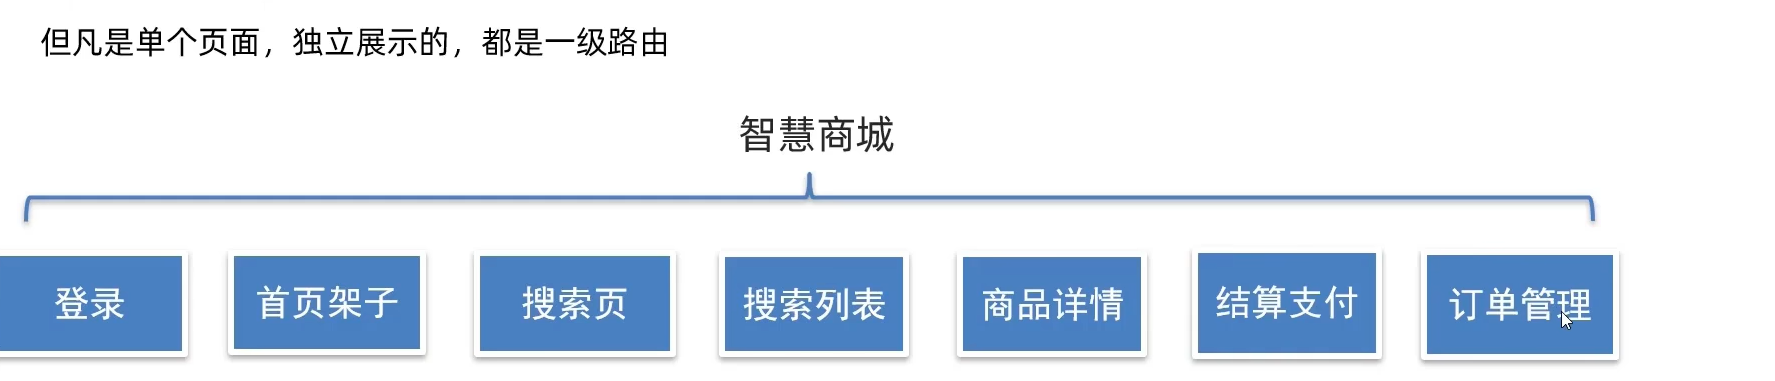 但凡是单个页面，独立展示的，都是一级路由
智慧商城
登录
首页架子
搜索页
搜索列表
商品详情
结算支付
订单管理